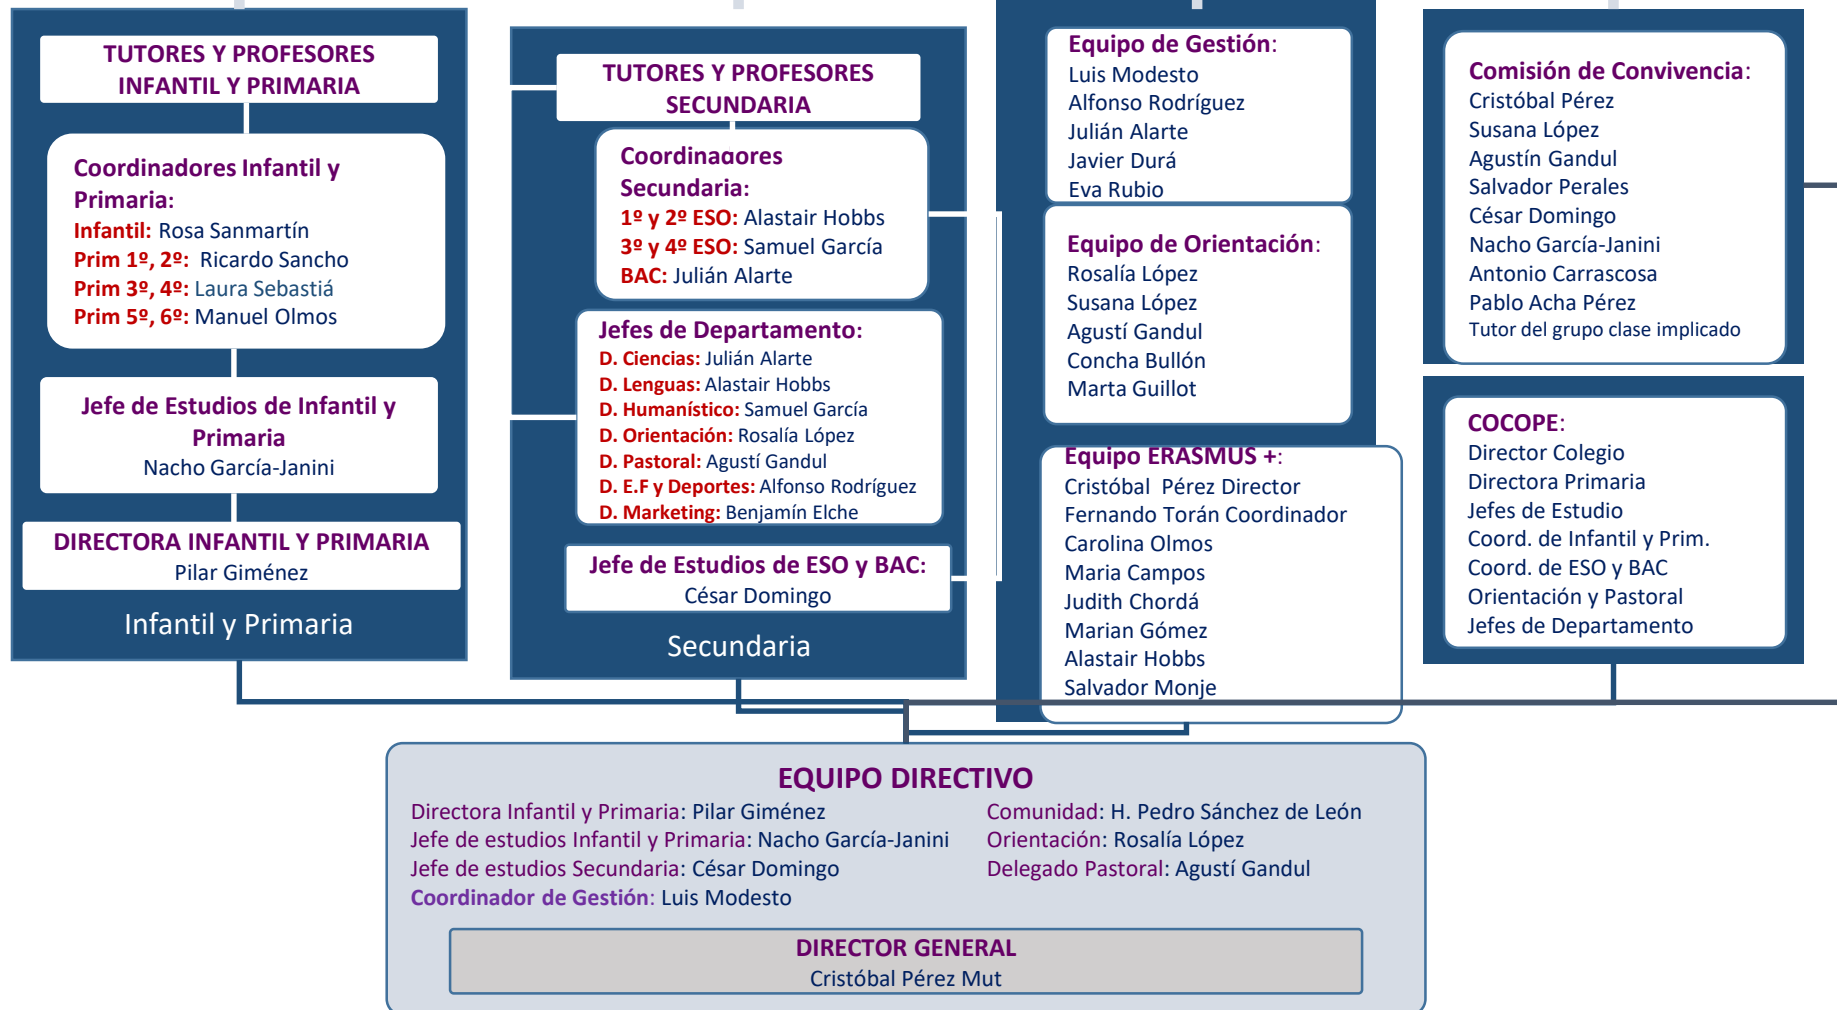 TUTORES Y PROFESORES
INFANTIL Y PRIMARIA
Coordinadores Infantil y
Primaria:
Infantil: Rosa Sanmartín
Prim 1º, 2º: Ricardo Sancho
Prim 3º, 4º: Laura Sebastiá
Prim 5º, 6º: Manuel Olmos
Jefe de Estudios de Infantil y
Primaria
Nacho García-Janini
DIRECTORA INFANTIL Y PRIMARIA
Pilar Giménez
Infantil y Primaria
TUTORES Y PROFESORES
SECUNDARIA
Coordinadores
Secundaria:
1º y 2º ESO: Alastair Hobbs
3º y 4º ESO: Samuel García
BAC: Julián Alarte
Jefes de Departamento:
D. Ciencias: Julián Alarte
D. Lenguas: Alastair Hobbs
D. Humanístico: Samuel García
D. Orientación: Rosalía López
D. Pastoral: Agustí Gandul
D. E.F y Deportes: Alfonso Rodríguez
D. Marketing: Benjamín Elche
Jefe de Estudios de ESO y BAC:
César Domingo
Secundaria
Equipo de Gestión:
Luis Modesto
Alfonso Rodríguez
Julián Alarte
Javier Durá
Eva Rubio
Equipo de Orientación:
Rosalía López
Susana López
Agustí Gandul
Concha Bullón
Marta Guillot
Equipo ERASMUS +:
Cristóbal Pérez Director
Fernando Torán Coordinador
Carolina Olmos
Maria Campos
Judith Chordá
Marian Gómez
Alastair Hobbs
Salvador Monje
Comisión de Convivencia:
Cristóbal Pérez
Susana López
Agustín Gandul
Salvador Perales
César Domingo
Nacho García-Janini
Antonio Carrascosa
Pablo Acha Pérez
Tutor del grupo clase implicado
COCOPE:
Director Colegio
Directora Primaria
Jefes de Estudio
Coord. de Infantil y Prim.
Coord. de ESO y BAC
Orientación y Pastoral
Jefes de Departamento
EQUIPO DIRECTIVO
Directora Infantil y Primaria: Pilar Giménez
Jefe de estudios Infantil y Primaria: Nacho García-Janini
Jefe de estudios Secundaria: César Domingo
Coordinador de Gestión: Luis Modesto
Comunidad: H. Pedro Sánchez de León
Orientación: Rosalía López
Delegado Pastoral: Agustí Gandul
DIRECTOR GENERAL
Cristóbal Pérez Mut